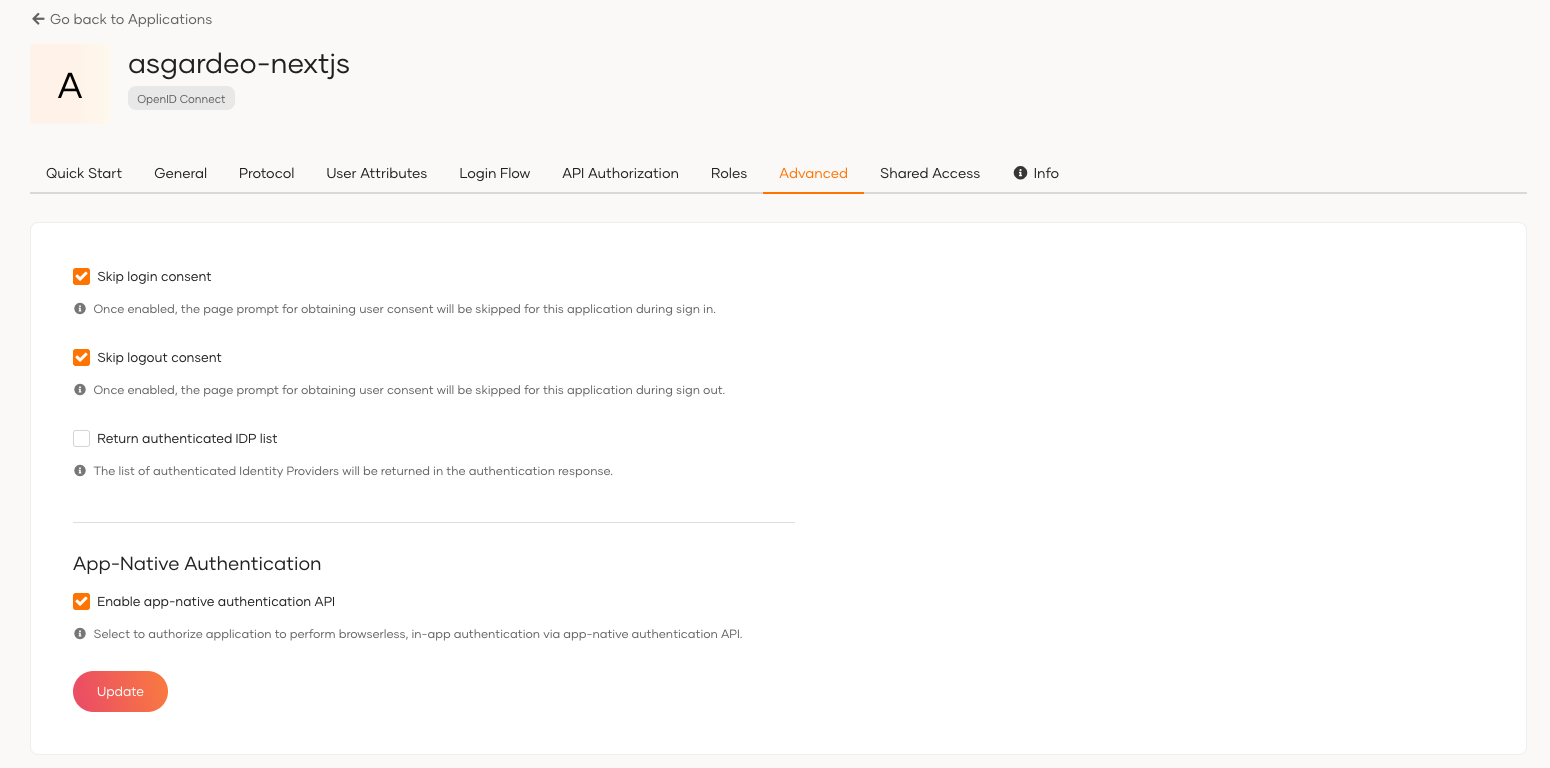 Go back to Applications
A
asgardeo-nextjs
OpenID Connect
Quick Start General Protocol User Attributes Login Flow API Authorization Roles Advanced Shared Access Info
Skip login consent
Once enabled, the page prompt for obtaining user consent will be skipped for this application during sign in.
Skip logout consent
Once enabled, the page prompt for obtaining user consent will be skipped for this application during sign out.
Return authenticated IDP list
The list of authenticated Identity Providers will be returned in the authentication response.
App-Native Authentication
Enable app-native authentication API
Select to authorize application to perform browserless, in-app authentication via app-native authentication API.
Update